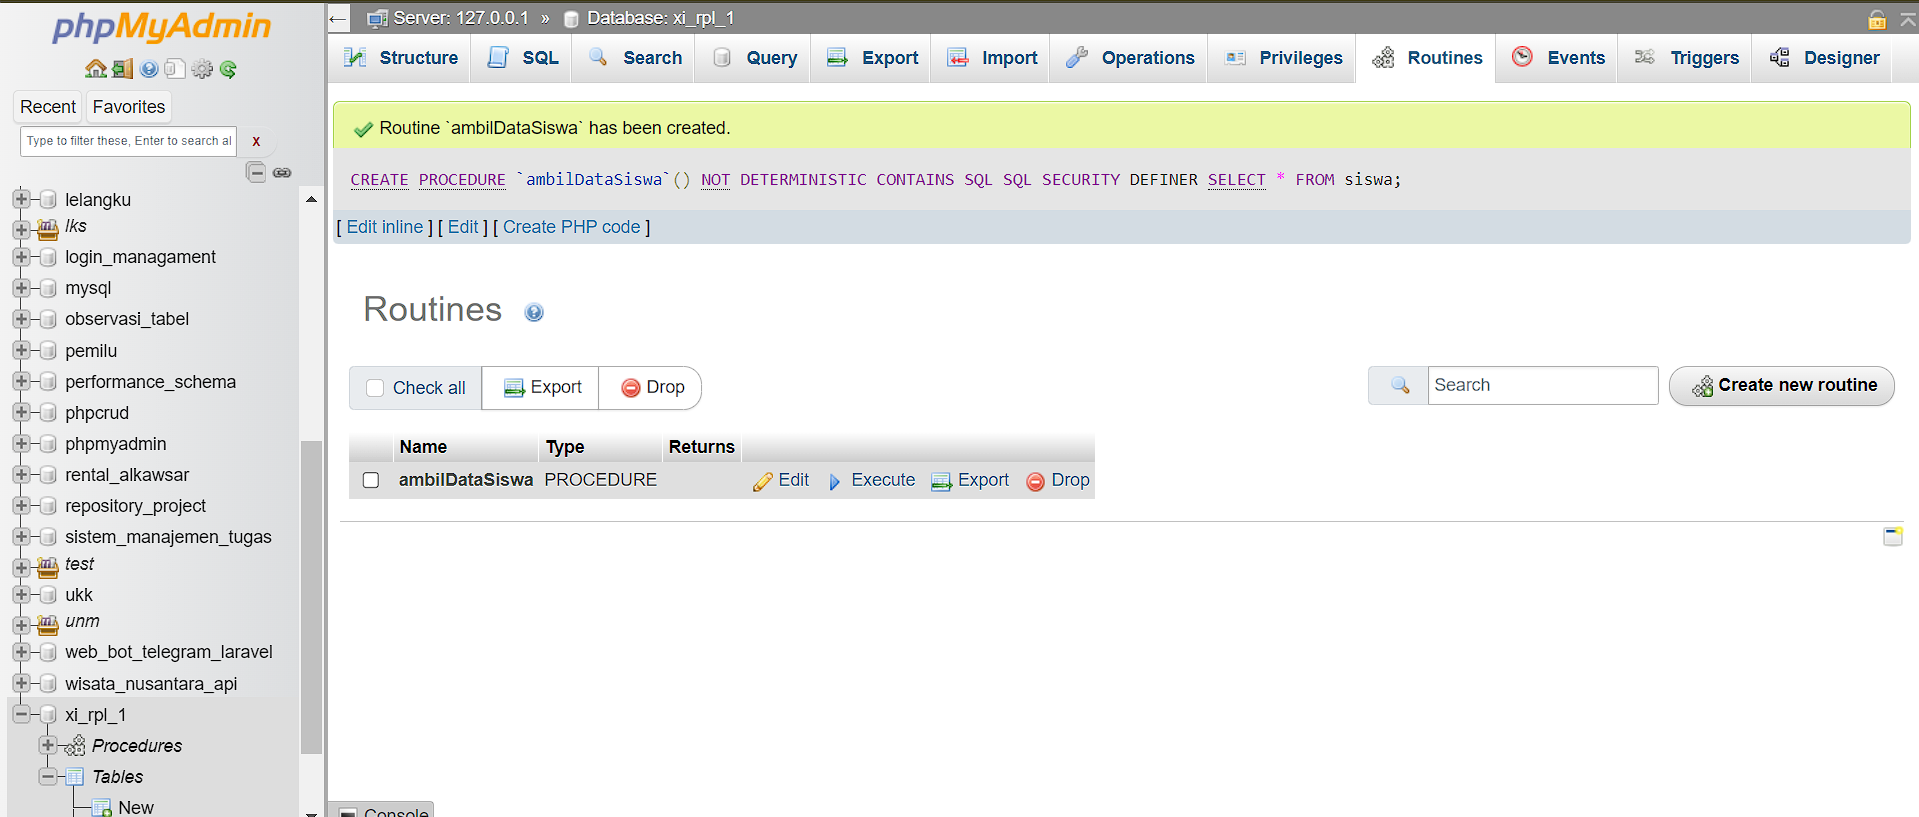 phpMyAdmin
Recent
Favorites
Type to filter these, Enter to search al
X
lelangku
lks
login_managament
mysql
observasi_tabel
pemilu
performance_schema
phpcrud
phpmyadmin
rental_alkawsar
repository_project
sistem_manajemen_tugas
test
ukk
unm
web_bot_telegram_laravel
wisata_nusantara_api
xi_rpl_1
Procedures
Tables
New
Server: 127.0.0.1 » Database: xi_rpl_1
Structure SQL Search Query Export Import Operations Privileges Routines Events Triggers Designer
Routine `ambilDataSiswa` has been created.
CREATE PROCEDURE `ambilDataSiswa`() NOT DETERMINISTIC CONTAINS SQL SQL SECURITY DEFINER SELECT * FROM siswa;
[ Edit inline ] [ Edit ] [ Create PHP code ]
Routines
Check all Export Drop
Search Create new routine
Name Type Returns
ambilDataSiswa PROCEDURE Edit Execute Export Drop
Console